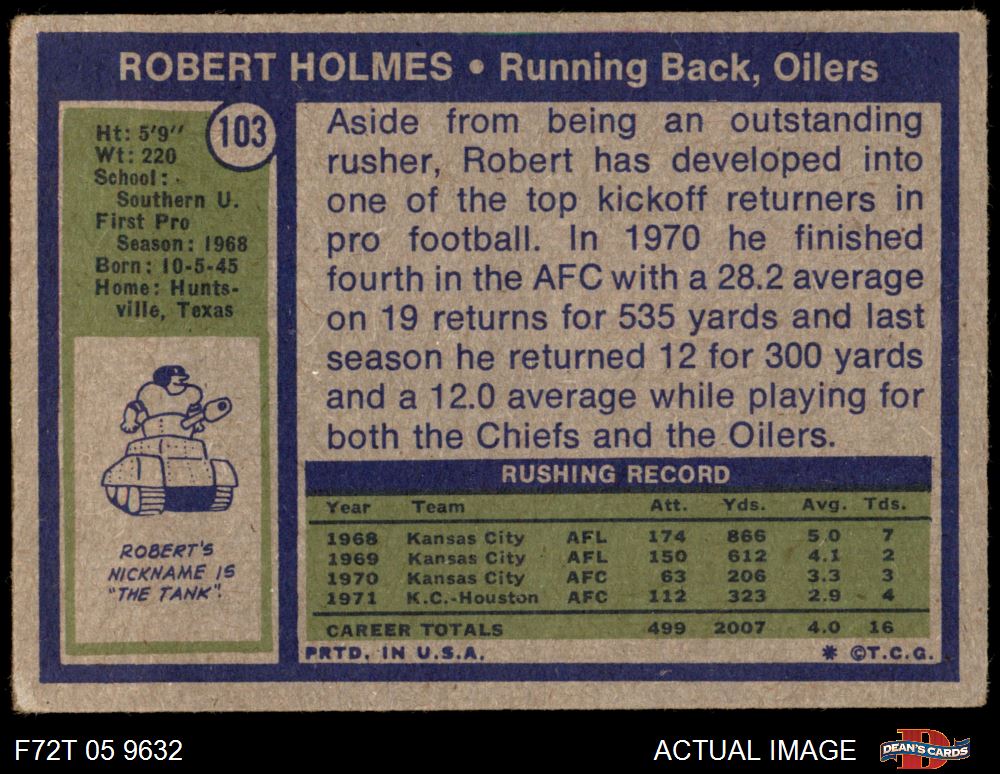 ROBERT HOLMES • Running Back, Oilers
103
Ht: 5'9''
Wt: 220
School:
Southern U.
First Pro
Season: 1968
Born: 10-5-45
Home: Hunts-
ville, Texas
ROBERT'S
NICKNAME IS
"THE TANK".
Aside from being an outstanding
rusher, Robert has developed into
one of the top kickoff returners in
pro football. In 1970 he finished
fourth in the AFC with a 28.2 average
on 19 returns for 535 yards and last
season he returned 12 for 300 yards
and a 12.0 average while playing for
both the Chiefs and the Oilers.
RUSHING RECORD
Year Team Att. Yds. Avg. Tds.
1968 Kansas City AFL 174 866 5.0 7
1969 Kansas City AFL 150 612 4.1 2
1970 Kansas City AFC 63 206 3.3 3
1971 K.C.-Houston AFC 112 323 2.9 4
CAREER TOTALS 499 2007 4.0 16
PRTD. IN U.S.A. * ©T.C.G.
F72T 05 9632 ACTUAL IMAGE DEAN'S CARDS